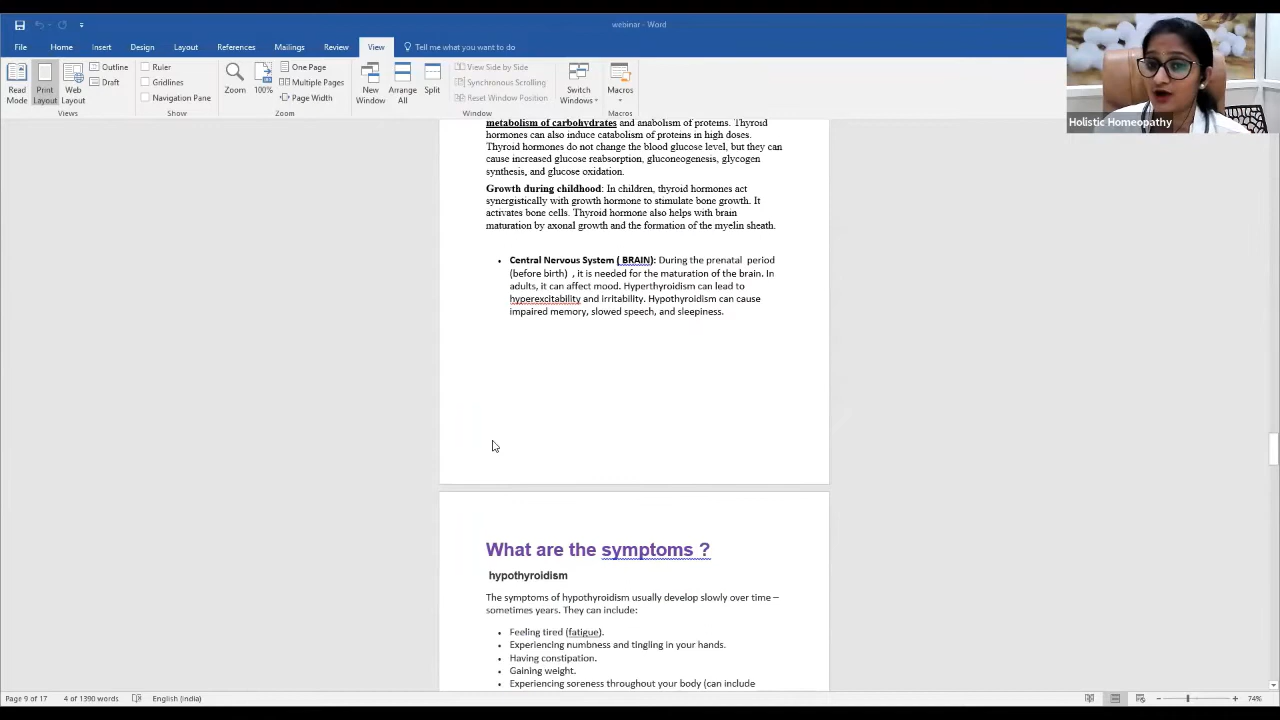 webinar - Word
File Home Insert Design Layout References Mailings Review View Tell me what you want to do
Read Mode
Print Layout
Web Layout
Outline
Draft
Views
Ruler
Gridlines
Navigation Pane
Show
Zoom
100%
One Page
Multiple Pages
Page Width
Zoom
New Window
Arrange All
Split
View Side by Side
Synchronous Scrolling
Reset Window Position
Window
Switch Windows
Macros
Macros
Holistic Homeopathy
metabolism of carbohydrates and anabolism of proteins. Thyroid
hormones can also induce catabolism of proteins in high doses.
Thyroid hormones do not change the blood glucose level, but they can
cause increased glucose reabsorption, gluconeogenesis, glycogen
synthesis, and glucose oxidation.
Growth during childhood: In children, thyroid hormones act
synergistically with growth hormone to stimulate bone growth. It
activates bone cells. Thyroid hormone also helps with brain
maturation by axonal growth and the formation of the myelin sheath.
• Central Nervous System ( BRAIN): During the prenatal period
(before birth) , it is needed for the maturation of the brain. In
adults, it can affect mood. Hyperthyroidism can lead to
hyperexcitability and irritability. Hypothyroidism can cause
impaired memory, slowed speech, and sleepiness.
What are the symptoms ?
hypothyroidism
The symptoms of hypothyroidism usually develop slowly over time –
sometimes years. They can include:
• Feeling tired (fatigue).
• Experiencing numbness and tingling in your hands.
• Having constipation.
• Gaining weight.
• Experiencing soreness throughout your body (can include
Page 9 of 17 4 of 1390 words English (India) 74%